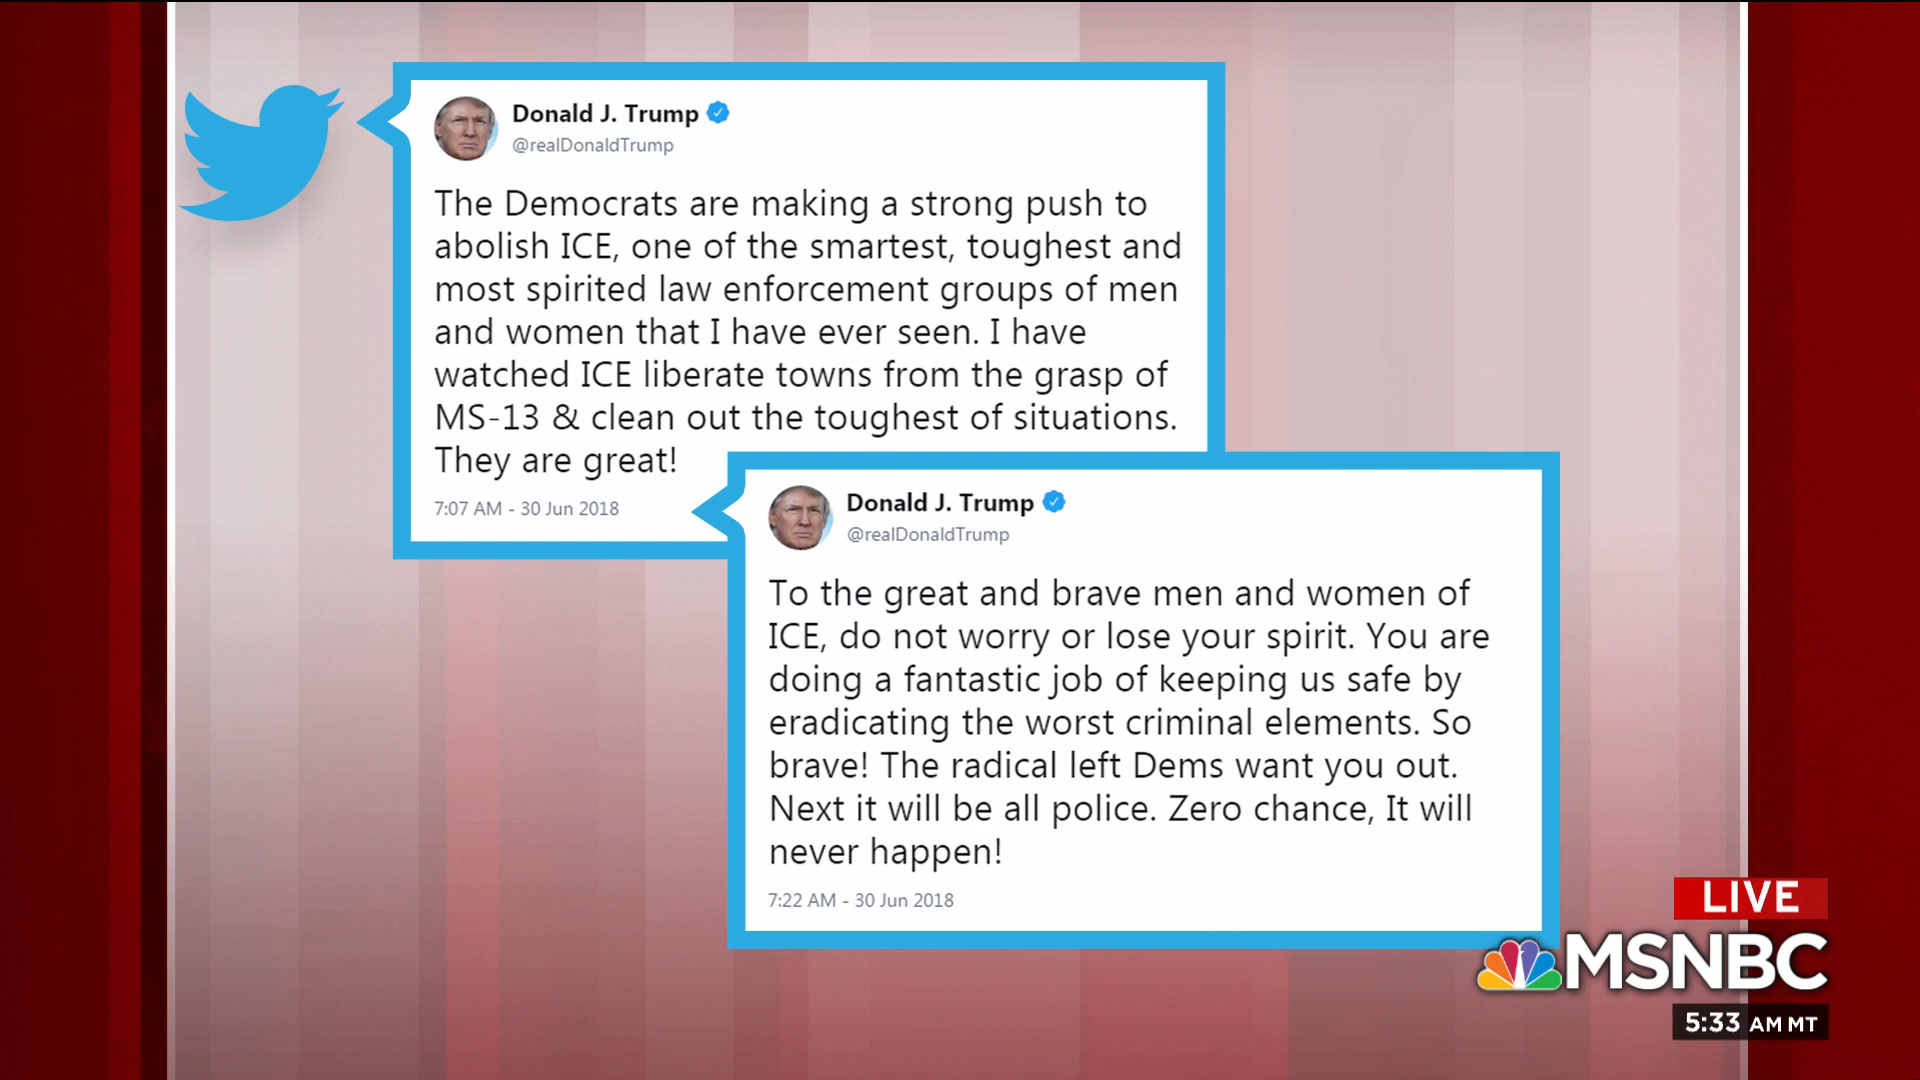 Donald J. Trump
@realDonaldTrump
The Democrats are making a strong push to
abolish ICE, one of the smartest, toughest and
most spirited law enforcement groups of men
and women that I have ever seen. I have
watched ICE liberate towns from the grasp of
MS-13 & clean out the toughest of situations.
They are great!
7:07 AM - 30 Jun 2018
Donald J. Trump
@realDonaldTrump
To the great and brave men and women of
ICE, do not worry or lose your spirit. You are
doing a fantastic job of keeping us safe by
eradicating the worst criminal elements. So
brave! The radical left Dems want you out.
Next it will be all police. Zero chance, It will
never happen!
7:22 AM - 30 Jun 2018
LIVE
MSNBC
5:33 AM MT